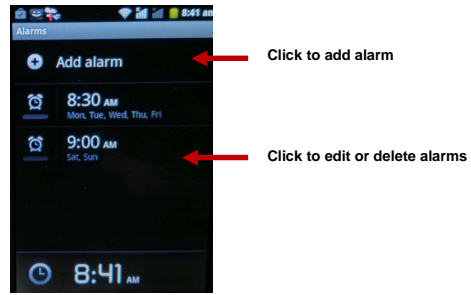 8:41 am
Alarms
Add alarm
Click to add alarm
8:30 AM
Mon, Tue, Wed, Thu, Fri
9:00 AM
Sat, Sun
Click to edit or delete alarms
8:41 AM